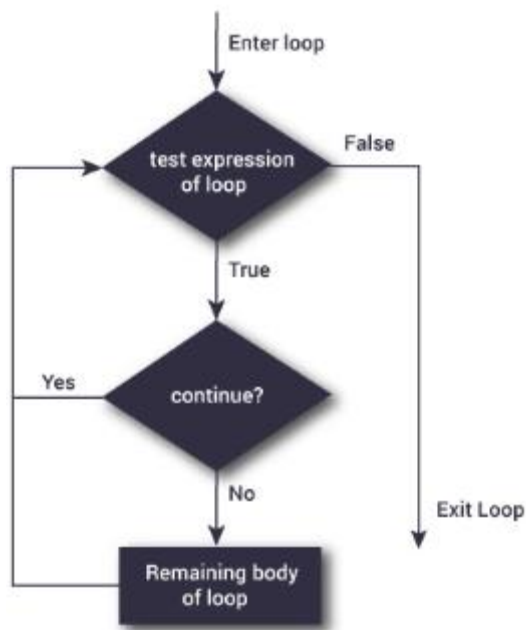 Enter loop
test expression
of loop
False
True
Yes
continue?
No
Exit Loop
Remaining body
of loop